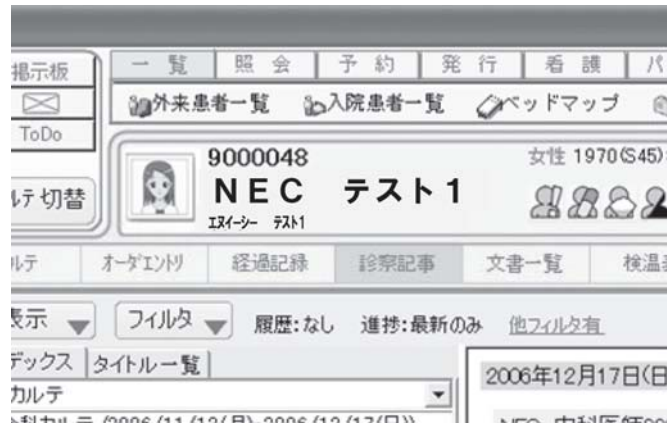 掲示板
一覧 照会 予約 発行 看護
外来患者一覧 入院患者一覧 ベッドマップ
ToDo
9000048 女性 1970(S45)
NEC テスト1
ルテ切替
エヌイーシー テスト1
ルテ オーダエントリ 経過記録 診察記事 文書一覧 検温
表示 フィルタ 履歴:なし 進捗:最新のみ 他フィルタ有
デックス タイトル一覧
2006年12月17日(日
カルテ